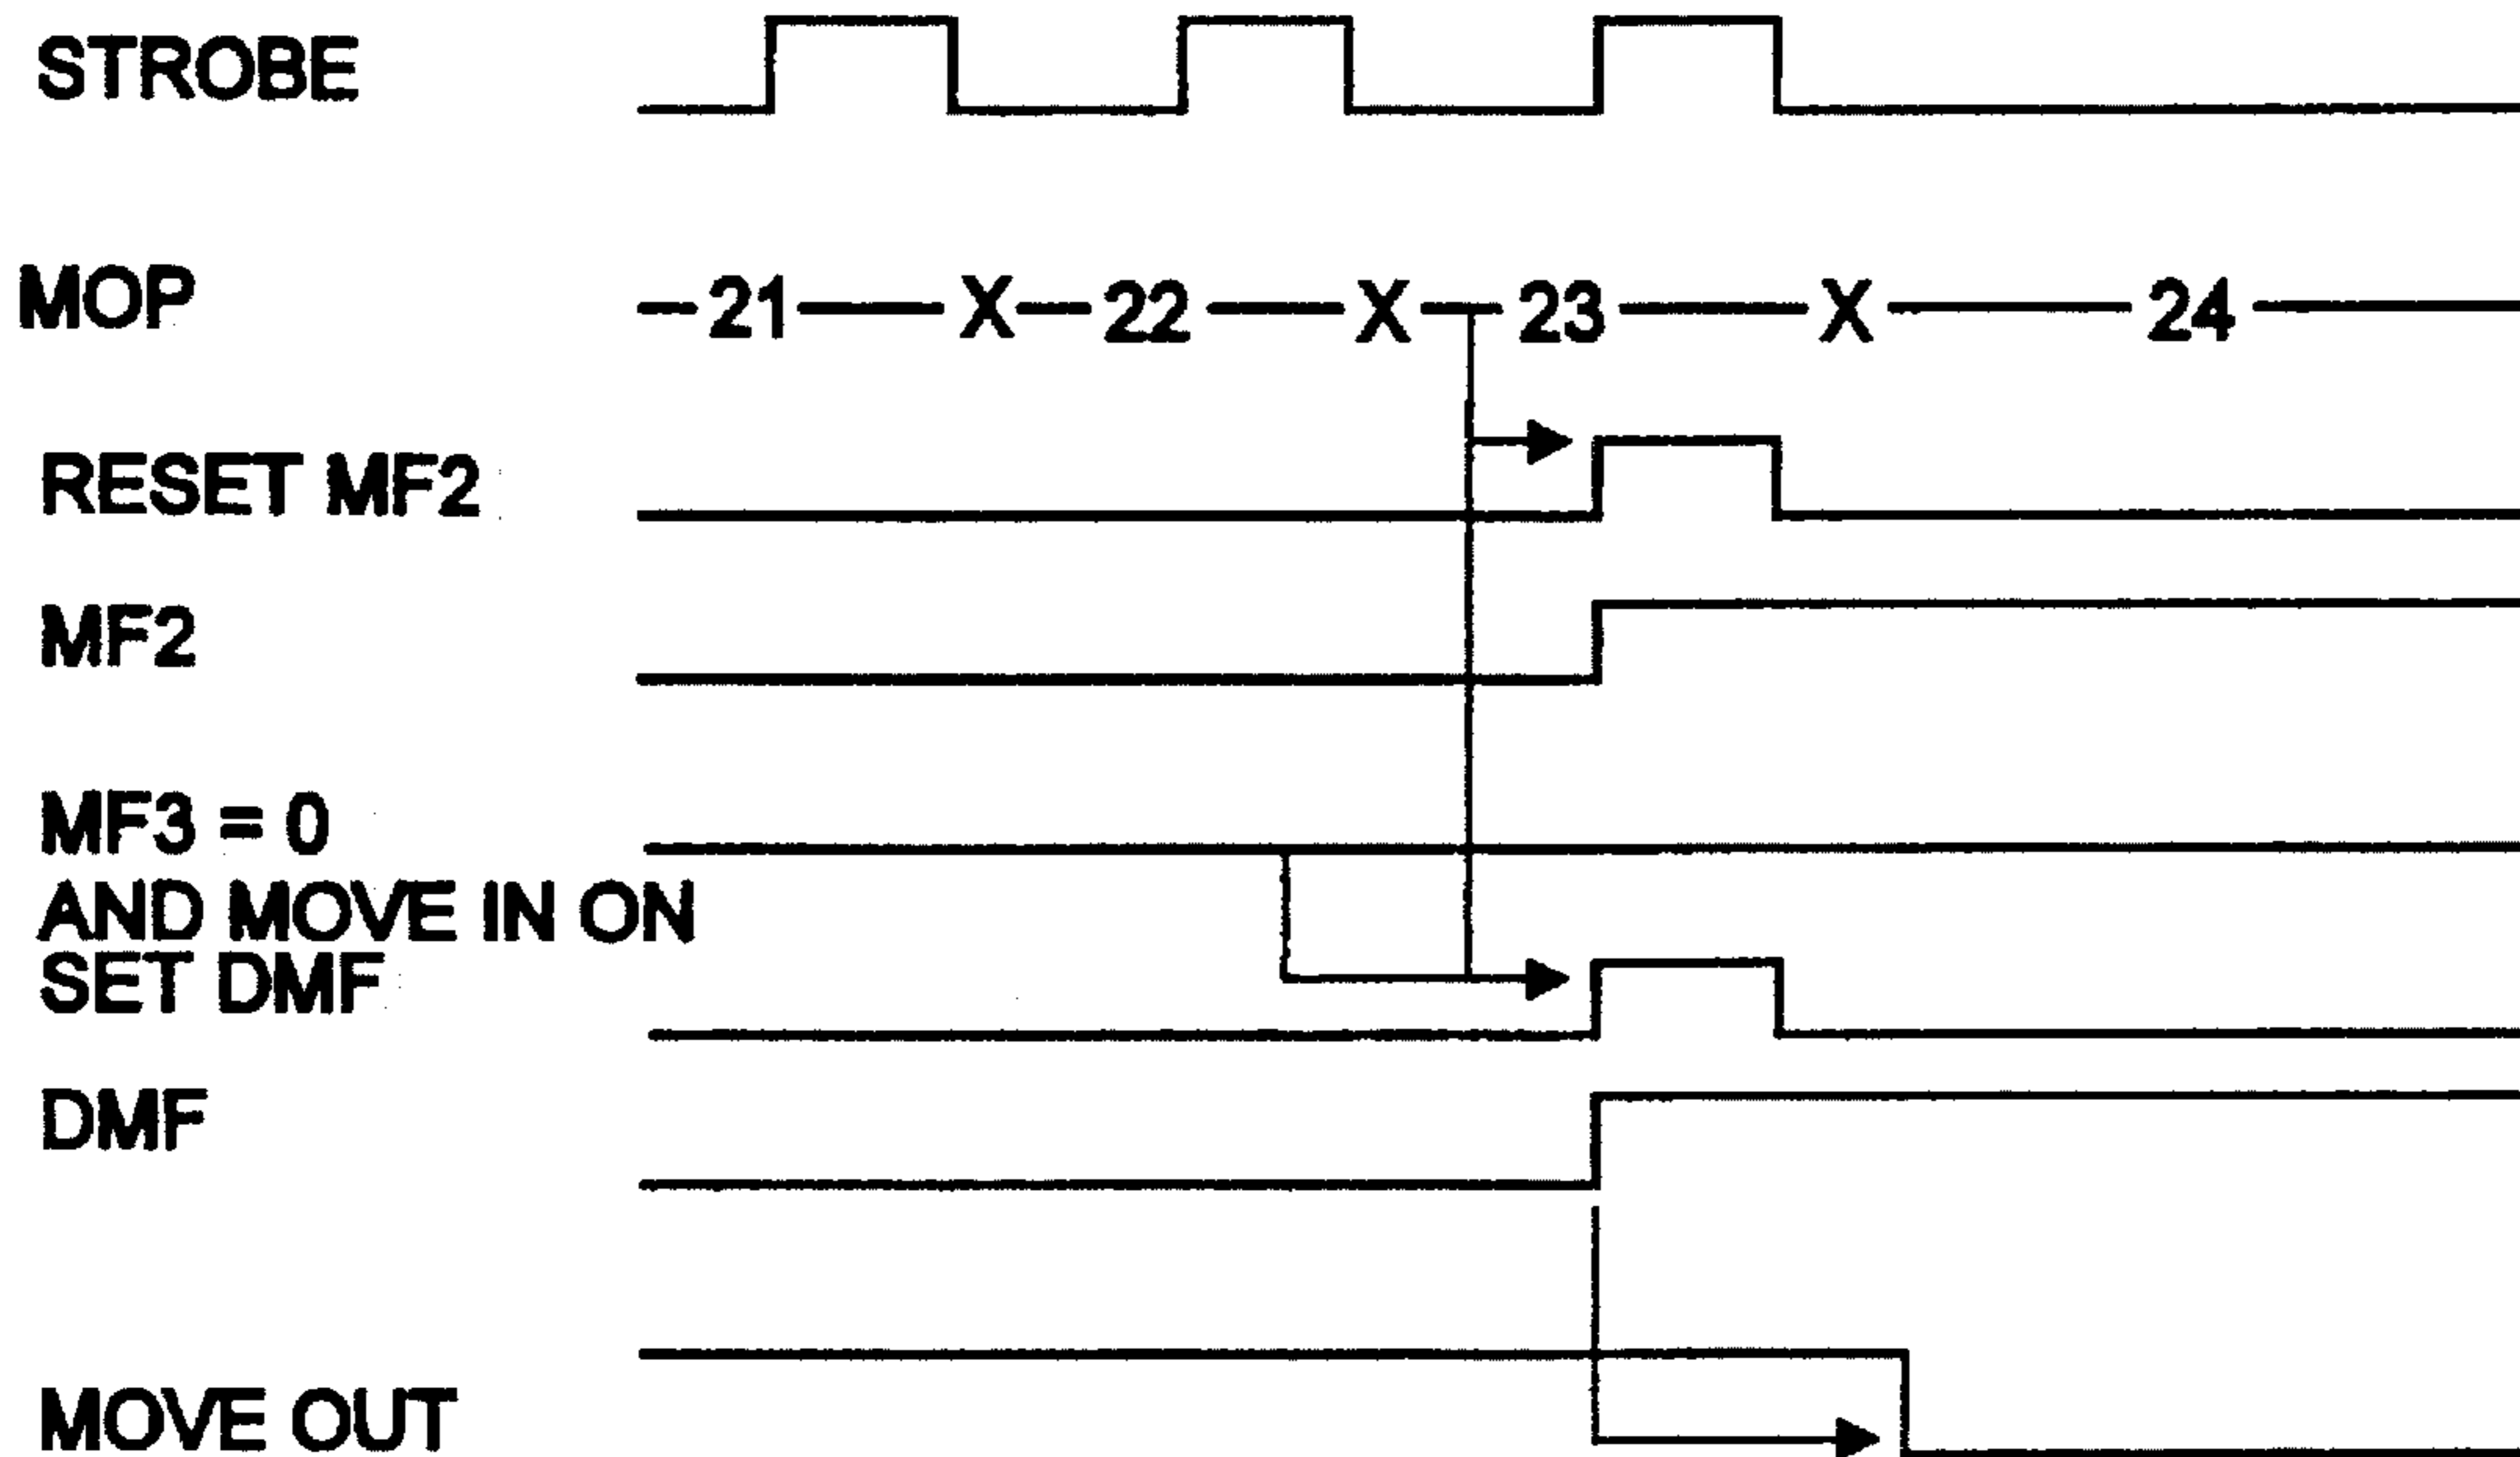 STROBE
MOP
21 X 22 X 23 X 24
RESET MF2
MF2
MF3 = 0
AND MOVE IN ON
SET DMF
DMF
MOVE OUT